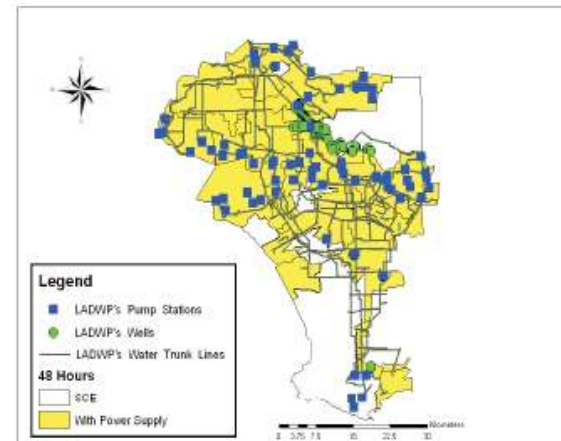 Legend
LADWP's Pump Stations
LADWP's Wells
LADWP's Water Trunk Lines
48 Hours
SCE
With Power Supply
Kilometers
0 3.75 7.5 15 22.5 30